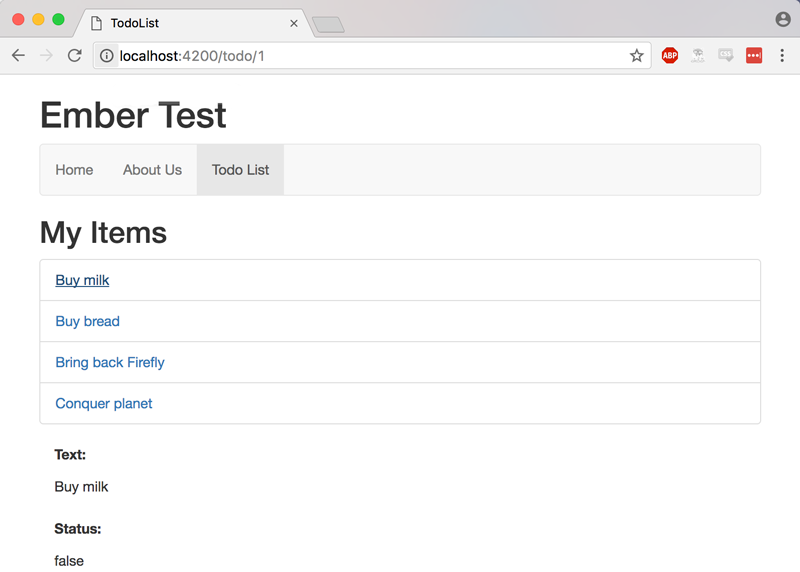 TodoList
localhost:4200/todo/1
ABP
Ember Test
Home About Us Todo List
My Items
Buy milk
Buy bread
Bring back Firefly
Conquer planet
Text:
Buy milk
Status:
false